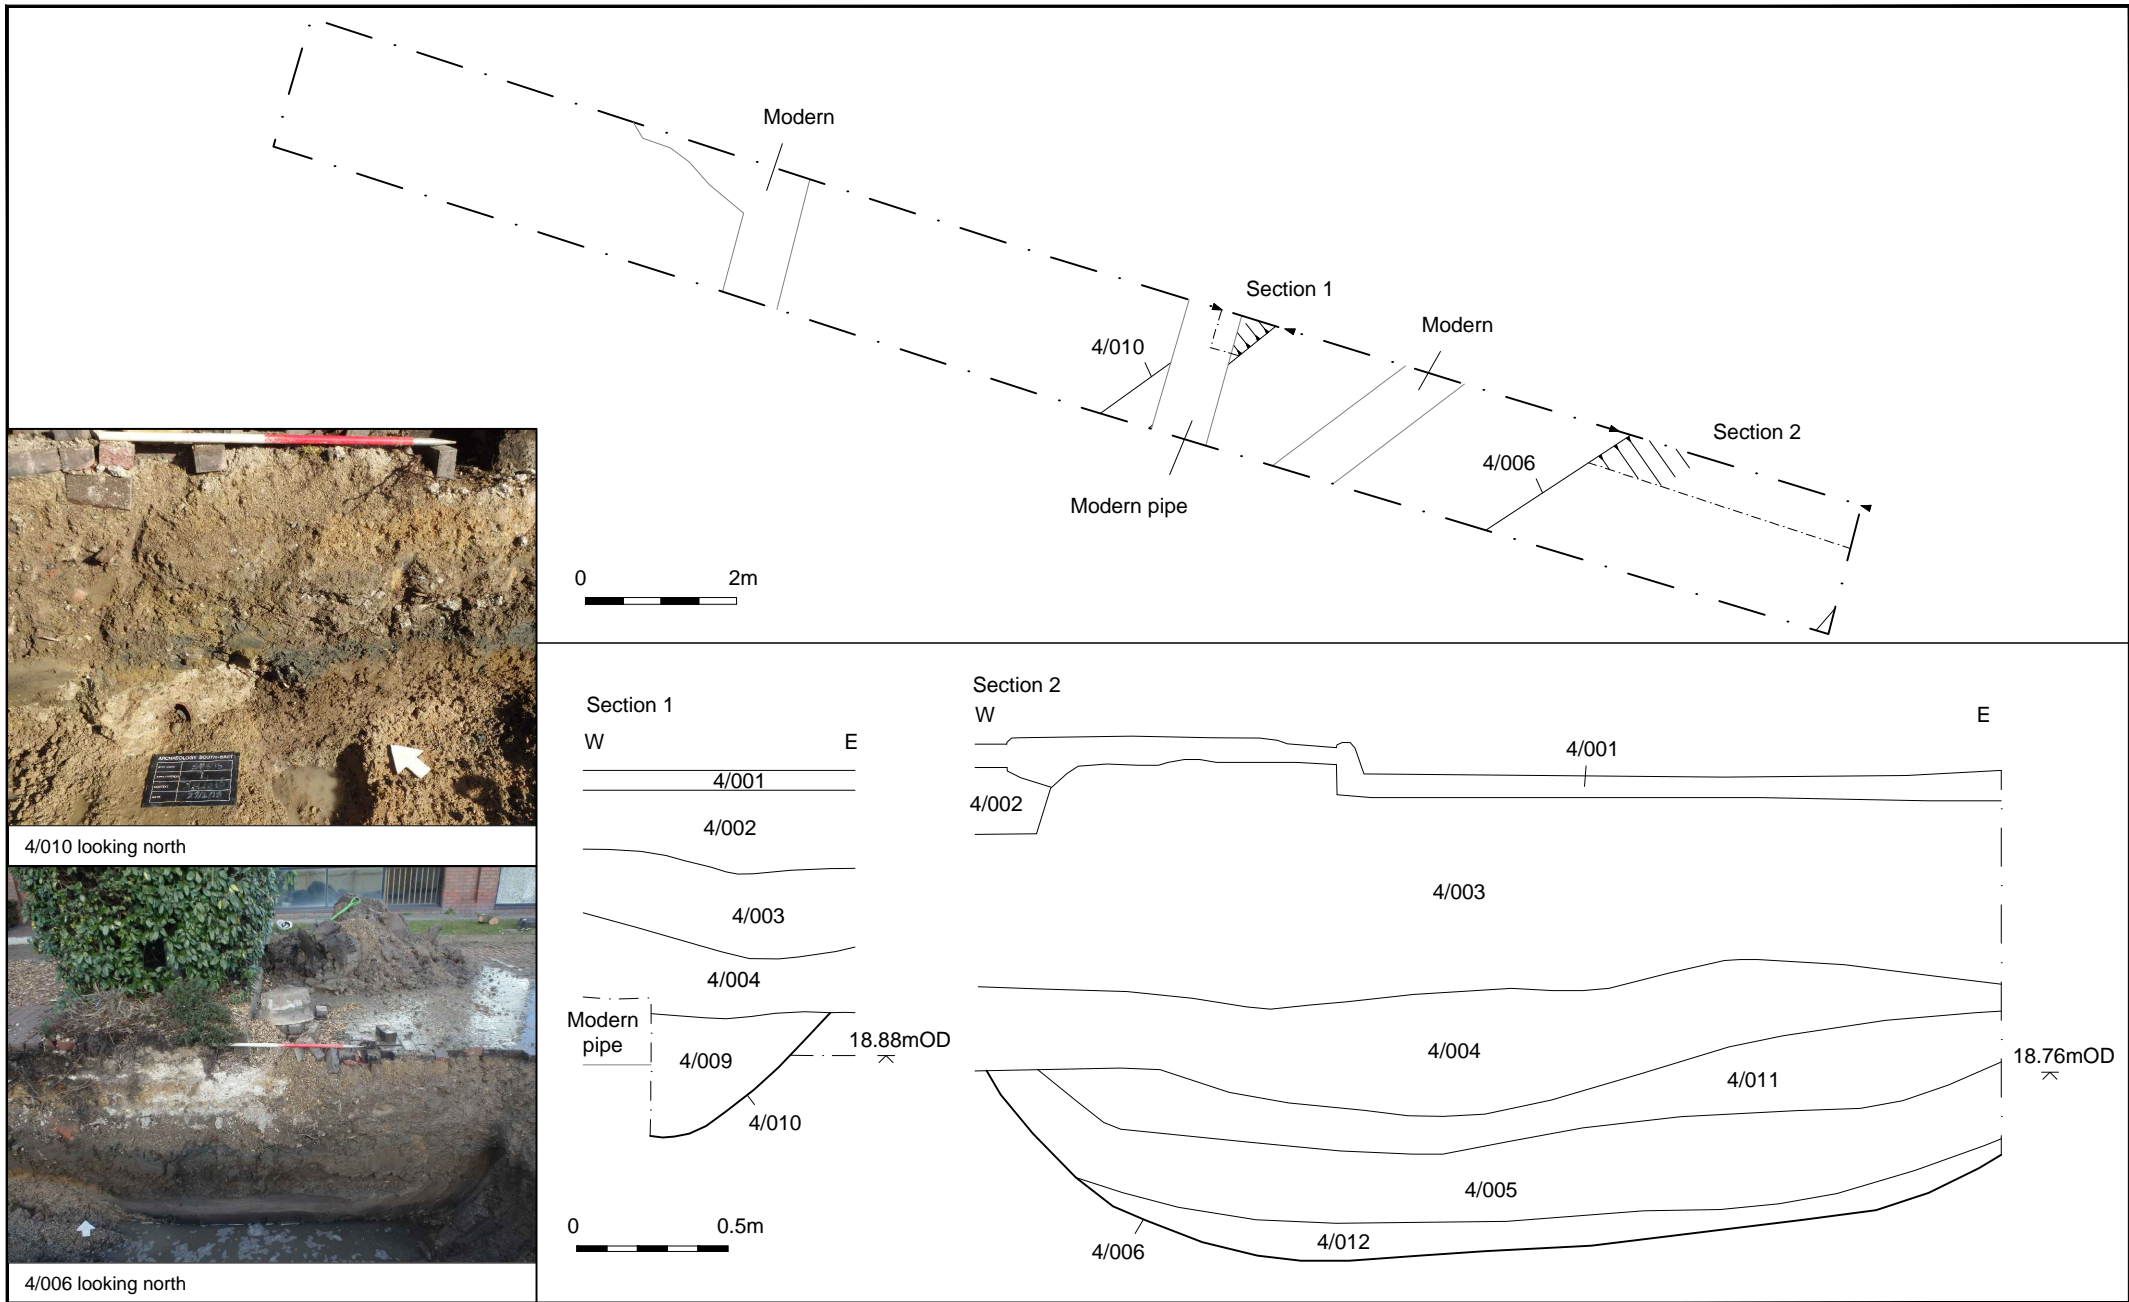 Modern
Section 1
Modern
4/010
Section 2
4/006
Modern pipe
0 2m
ARCHAEOLOGY SOUTH-EAST
4/010 looking north
4/006 looking north
Section 1
W E
4/001
4/002
4/003
4/004
Modern
pipe
4/009
18.88mOD
4/010
0 0.5m
Section 2
W E
4/001
4/002
4/003
4/004
4/011
18.76mOD
4/005
4/012
4/006